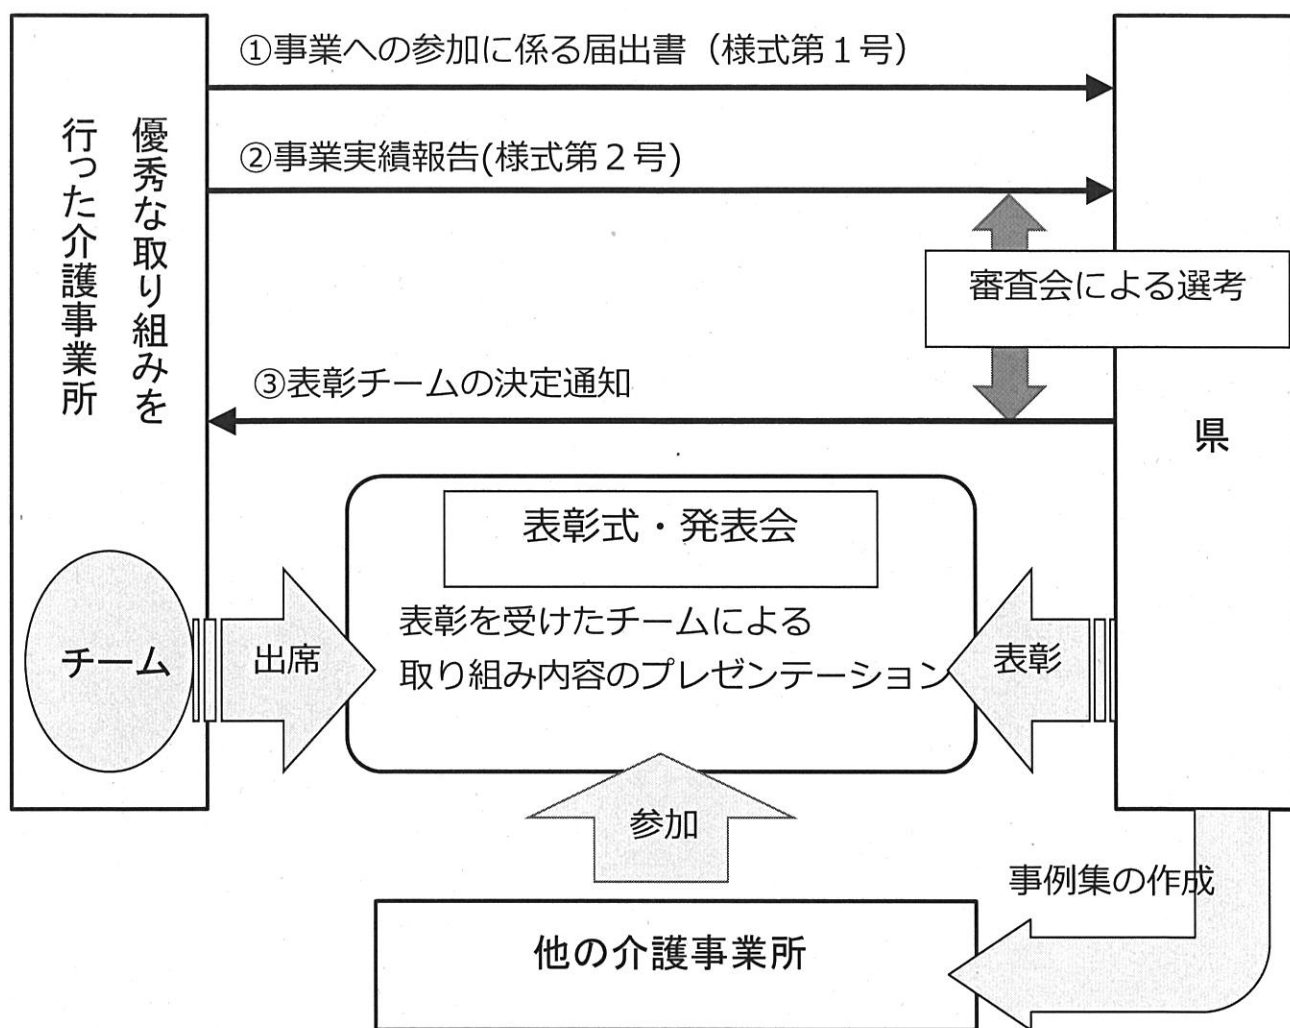 ①事業への参加に係る届出書（様式第１号）
優秀な取り組みを
行った介護事業所
②事業実績報告(様式第２号)
審査会による選考
③表彰チームの決定通知
県
表彰式・発表会
表彰を受けたチームによる
取り組み内容のプレゼンテーション
チーム
出席
表彰
参加
事例集の作成
他の介護事業所